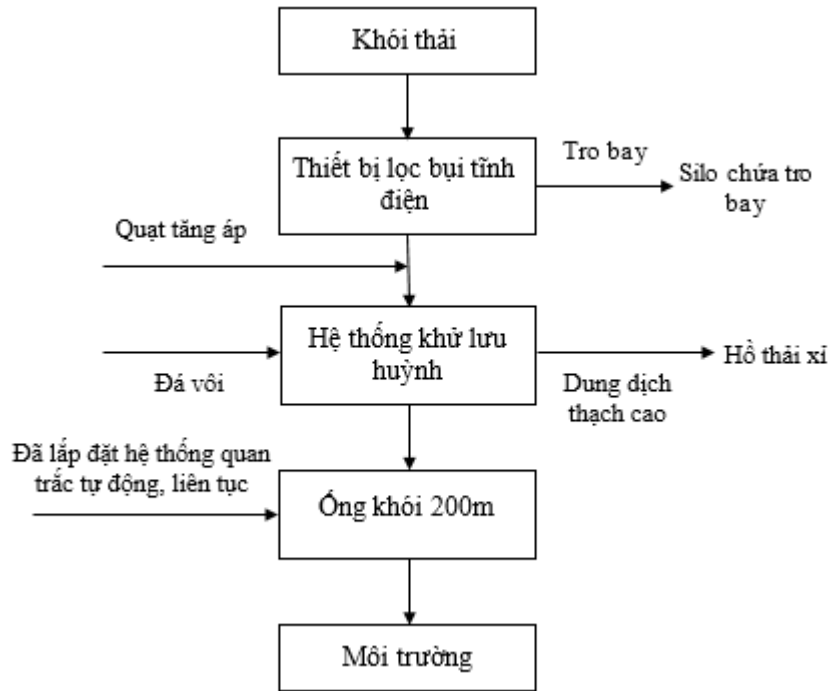 Khói thải
Thiết bị lọc bụi tĩnh
điện
Tro bay
Silo chứa tro
bay
Quạt tăng áp
Hệ thống khử lưu
huỳnh
Đá vôi
Dung dịch
thạch cao
Hồ thải xỉ
Đã lắp đặt hệ thống quan
trắc tự động, liên tục
Ống khói 200m
Môi trường